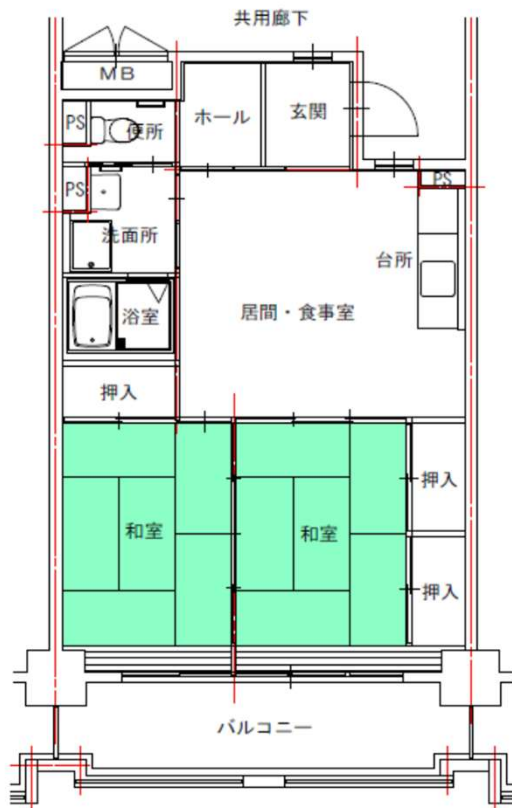 共用廊下
MB
PS
便所
ホール
玄関
PS
洗面所
PS
台所
浴室
居間・食事室
押入
押入
和室
和室
押入
バルコニー